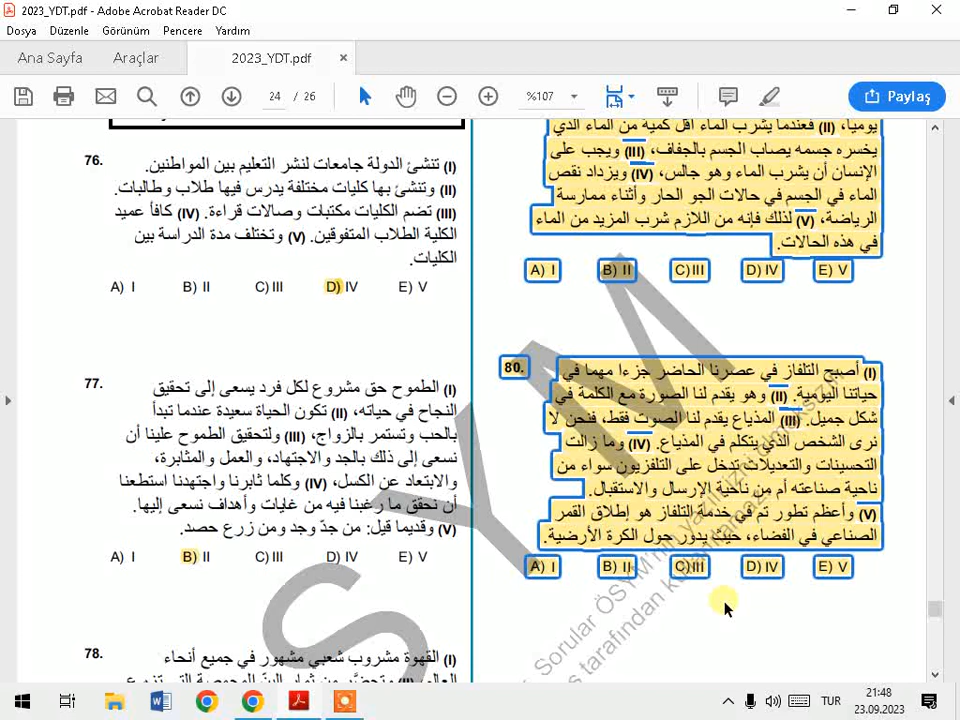 2023_YDT.pdf - Adobe Acrobat Reader DC
Dosya Düzenle Görünüm Pencere Yardım
Ana Sayfa Araçlar 2023_YDT.pdf ×
24 / 26 %107 Paylaş
76. (I) تنشئ الدولة جامعات لنشر التعليم بين المواطنين.
(II) وتنشئ بها كليات مختلفة يدرس فيها طلاب وطالبات.
(III) تضم الكليات مكتبات وصالات قراءة. (IV) كافأ عميد
الكلية الطلاب المتفوقين. (V) وتختلف مدة الدراسة بين
الكليات.
A) I B) II C) III D) IV E) V
77. (I) الطموح حق مشروع لكل فرد يسعى إلى تحقيق
النجاح في حياته، (II) تكون الحياة سعيدة عندما تبدأ
بالحب وتستمر بالزواج، (III) ولتحقيق الطموح علينا أن
نسعى إلى ذلك بالجد والاجتهاد، والعمل والمثابرة،
والابتعاد عن الكسل، (IV) وكلما ثابرنا واجتهدنا استطعنا
أن نحقق ما رغبنا فيه من غايات وأهداف نسعى إليها.
(V) وقديما قيل: من جدّ وجد ومن زرع حصد.
A) I B) II C) III D) IV E) V
78. (I) القهوة مشروب شعبي مشهور في جميع أنحاء
يوميا، (II) فعندما يشرب الماء أقل كمية من الماء الذي
يخسره جسمه يصاب الجسم بالجفاف، (III) ويجب على
الإنسان أن يشرب الماء وهو جالس، (IV) ويزداد نقص
الماء في الجسم في حالات الجو الحار وأثناء ممارسة
الرياضة، (V) لذلك فإنه من اللازم شرب المزيد من الماء
في هذه الحالات.
A) I B) II C) III D) IV E) V
80. (I) أصبح التلفاز في عصرنا الحاضر جزءا مهما في
حياتنا اليومية. (II) وهو يقدم لنا الصورة مع الكلمة في
شكل جميل. (III) المذياع يقدم لنا الصوت فقط، فنحن لا
نرى الشخص الذي يتكلم في المذياع. (IV) وما زالت
التحسينات والتعديلات تدخل على التلفزيون سواء من
ناحية صناعته أم من ناحية الإرسال والاستقبال.
(V) وأعظم تطور تم في خدمة التلفاز هو إطلاق القمر
الصناعي في الفضاء، حيث يدور حول الكرة الأرضية.
A) I B) II C) III D) IV E) V
SYM
Sorular ÖSYM'nin yazılı izni olmaksızın
tarafından kullanılamaz.
TUR 21:48
23.09.2023